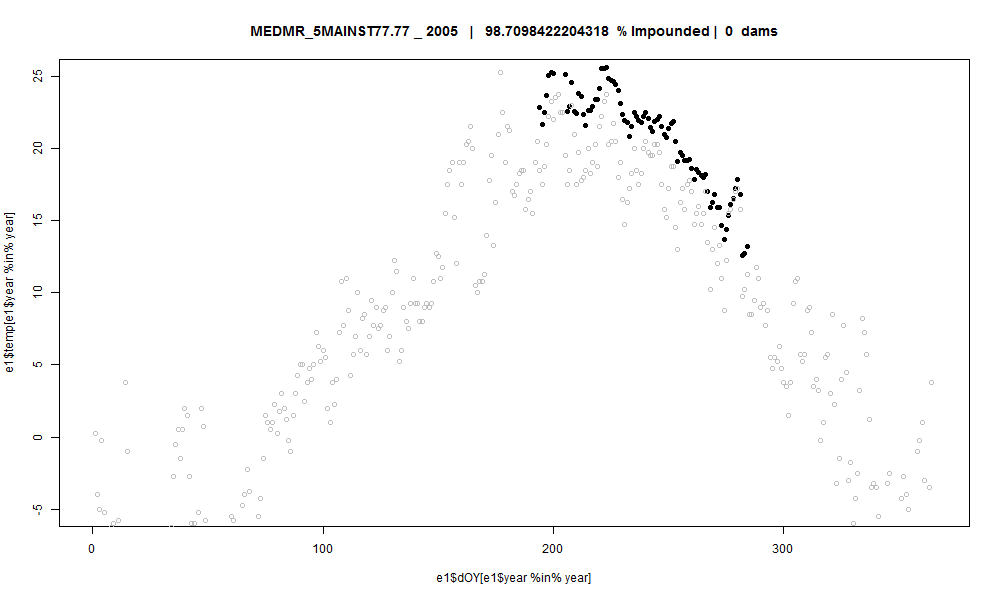 MEDMR_5MAINST77.77 _ 2005 | 98.7098422204318 % Impounded | 0 dams
e1$temp[e1$year %in% year]
25
20
15
10
5
0
-5
0 100 200 300
e1$dOY[e1$year %in% year]